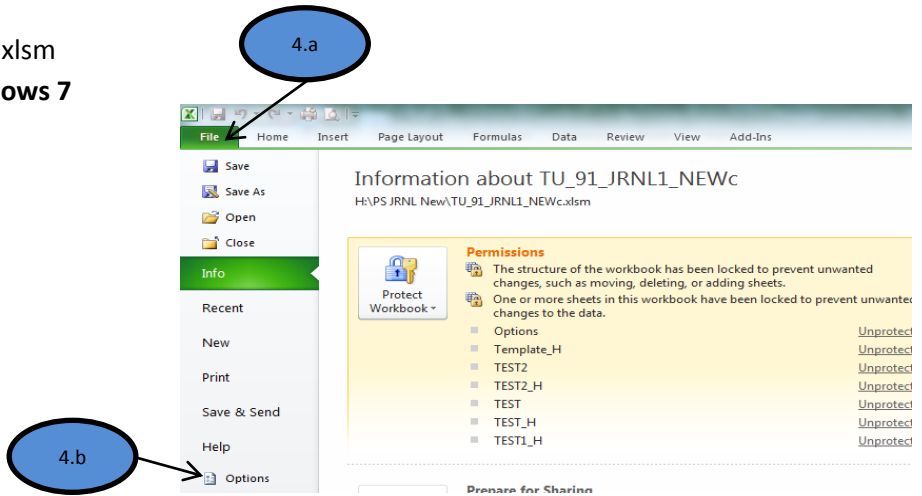 xlsm
ows 7
4.a
File Home Insert Page Layout Formulas Data Review View Add-Ins
Save
Save As
Open
Close
Info
Recent
New
Print
Save & Send
Help
4.b
Options
Information about TU_91_JRNL1_NEWc
H:\PS JRNL New\TU_91_JRNL1_NEWc.xlsm
Protect
Workbook
Permissions
The structure of the workbook has been locked to prevent unwanted
changes, such as moving, deleting, or adding sheets.
One or more sheets in this workbook have been locked to prevent unwanted
changes to the data.
Options Unprotect
Template_H Unprotect
TEST2 Unprotect
TEST2_H Unprotect
TEST Unprotect
TEST_H Unprotect
TEST1_H Unprotect
Prepare for Sharing